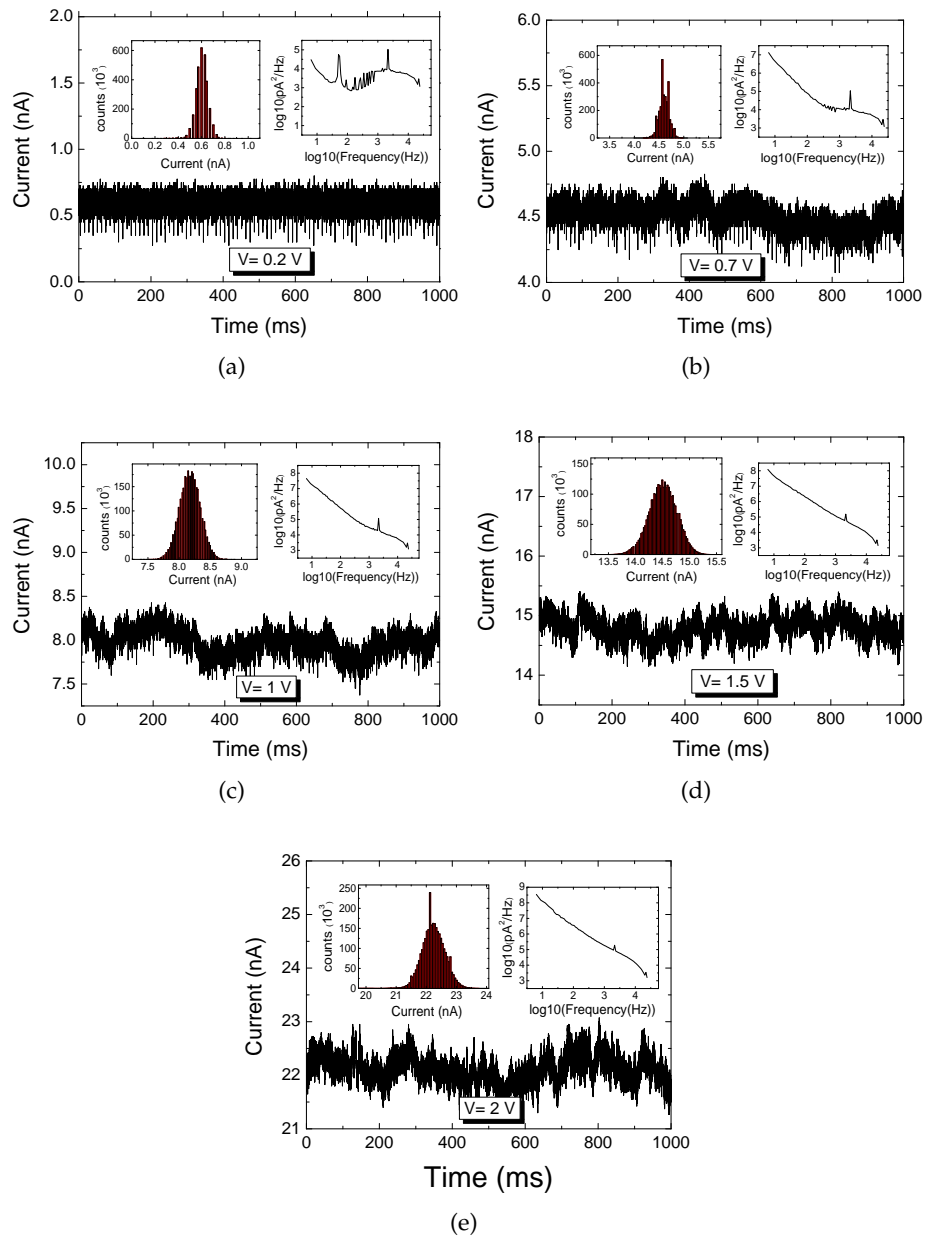 2.0
1.5
1.0
0.5
0.0
Current (nA)
600
400
200
0
counts (10^3)
0.0 0.2 0.4 0.6 0.8 1.0
Current (nA)
5
4
3
2
1
log10(pA^2/Hz)
1 2 3 4
log10(Frequency(Hz))
V= 0.2 V
0 200 400 600 800 1000
Time (ms)
(a)
6.0
5.5
5.0
4.5
4.0
Current (nA)
600
400
200
0
counts (10^3)
3.5 4.0 4.5 5.0 5.5
Current (nA)
7
6
5
4
3
log10(pA^2/Hz)
1 2 3 4
log10(Frequency(Hz))
V= 0.7 V
0 200 400 600 800 1000
Time (ms)
(b)
10.0
9.5
9.0
8.5
8.0
7.5
Current (nA)
150
100
50
0
counts (10^3)
7.5 8.0 8.5 9.0
Current (nA)
8
7
6
5
4
3
log10(pA^2/Hz)
1 2 3 4
log10(Frequency(Hz))
V= 1 V
0 200 400 600 800 1000
Time (ms)
(c)
18
17
16
15
14
Current (nA)
150
100
50
0
counts (10^3)
13.5 14.0 14.5 15.0 15.5
Current (nA)
8
7
6
5
4
3
log10(pA^2/Hz)
1 2 3 4
log10(Frequency(Hz))
V= 1.5 V
0 200 400 600 800 1000
Time (ms)
(d)
26
25
24
23
22
21
Current (nA)
250
200
150
100
50
0
counts (10^3)
20 21 22 23 24
Current (nA)
9
8
7
6
5
4
3
log10(pA^2/Hz)
1 2 3 4
log10(Frequency(Hz))
V= 2 V
0 200 400 600 800 1000
Time (ms)
(e)